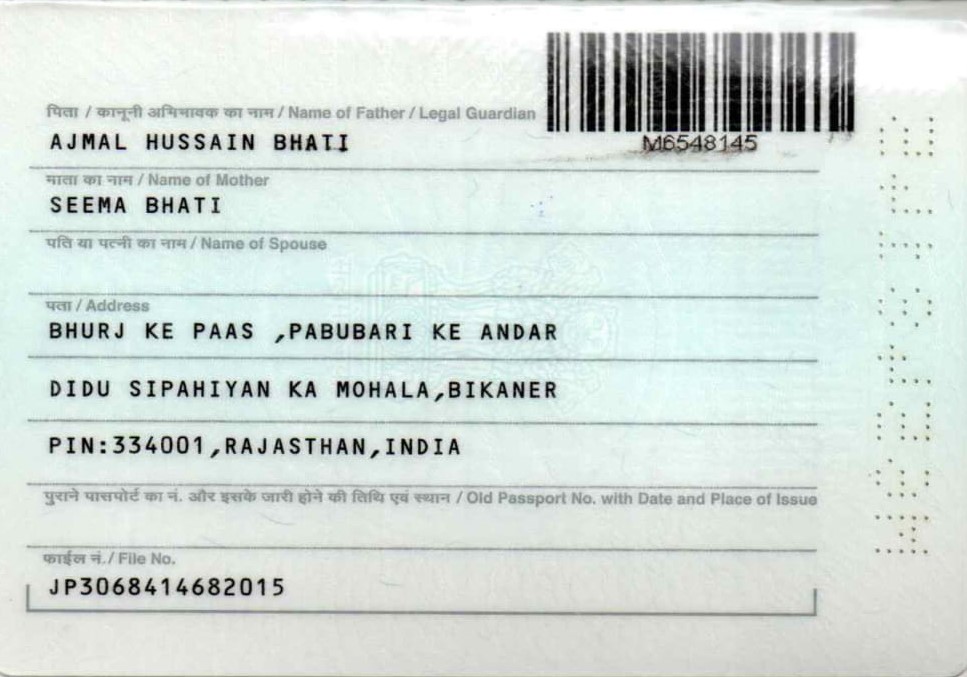 पिता / कानूनी अभिभावक का नाम / Name of Father / Legal Guardian
M6548145
AJMAL HUSSAIN BHATI
माता का नाम / Name of Mother
SEEMA BHATI
पति या पत्नी का नाम / Name of Spouse
पता / Address
BHURJ KE PAAS ,PABUBARI KE ANDAR
DIDU SIPAHIYAN KA MOHALA,BIKANER
PIN:334001,RAJASTHAN,INDIA
पुराने पासपोर्ट का नं. और इसके जारी होने की तिथि एवं स्थान / Old Passport No. with Date and Place of Issue
फाईल नं./ File No.
JP3068414682015